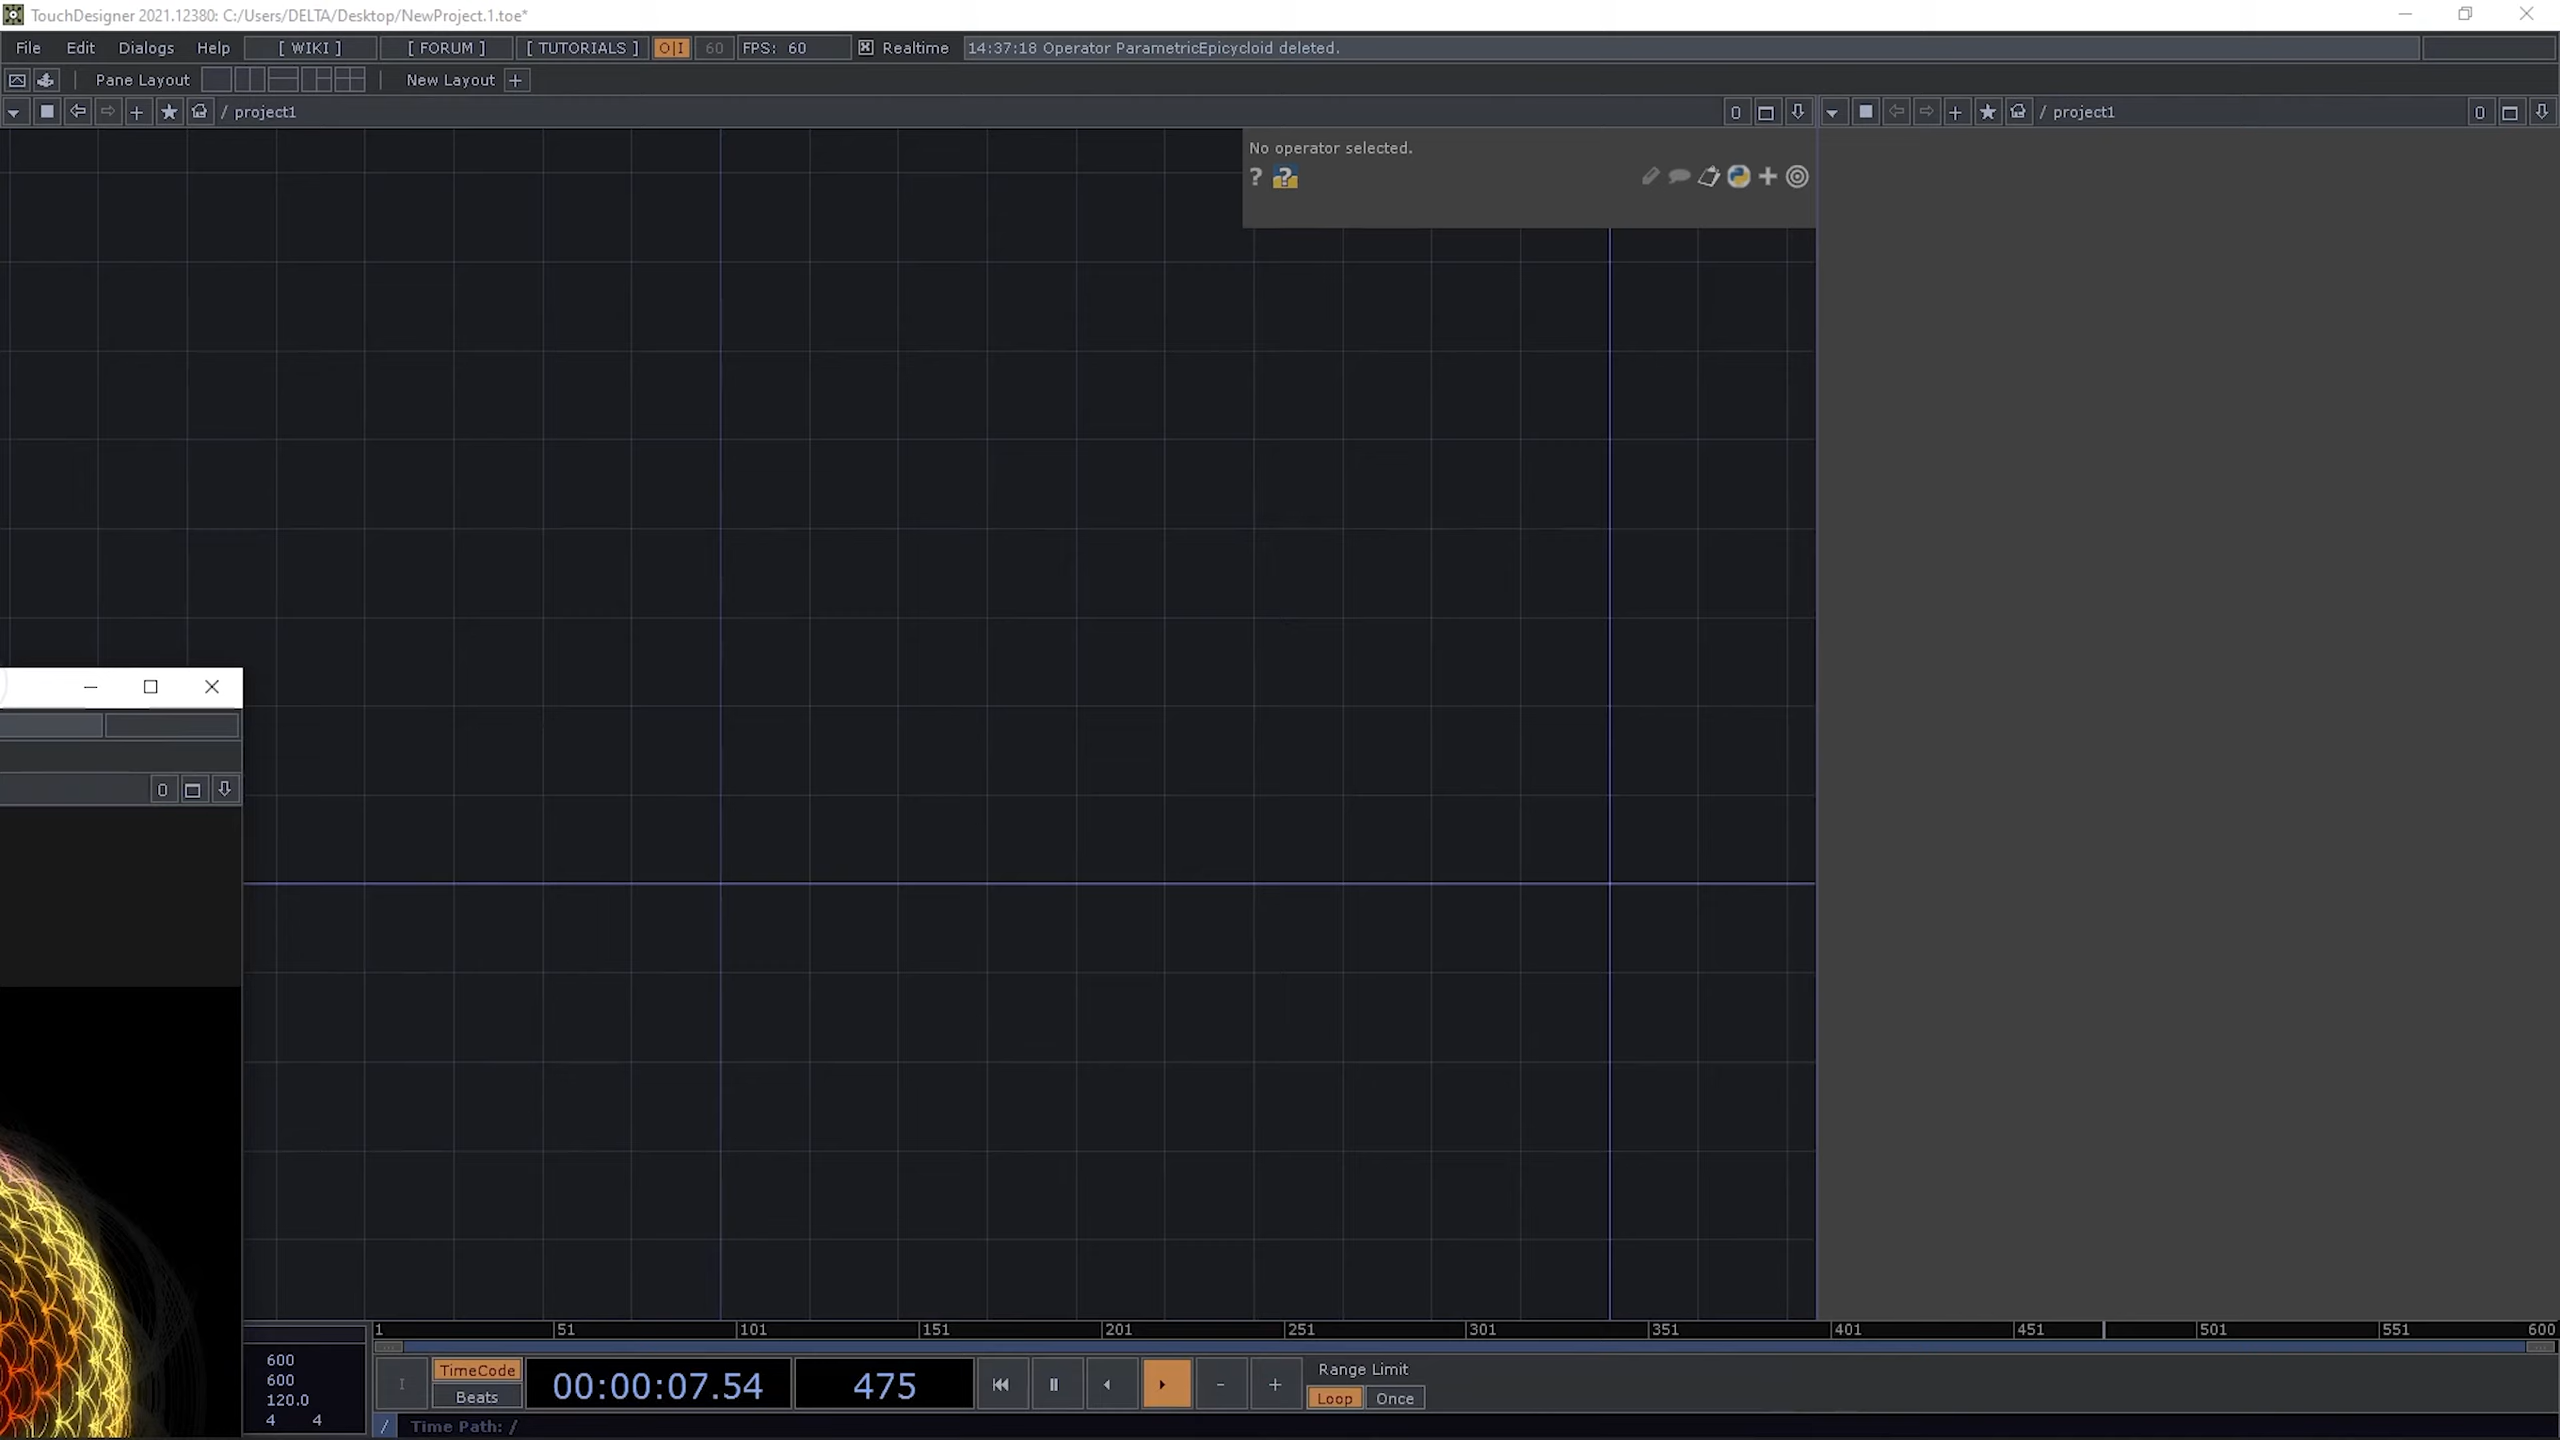 TouchDesigner 2021.12380: C:/Users/DELTA/Desktop/NewProject.1.toe*
File Edit Dialogs Help [ WIKI ] [ FORUM ] [ TUTORIALS ] O|I 60 FPS: 60 Realtime 14:37:18 Operator ParametricEpicycloid deleted.
Pane Layout New Layout +
/ project1 0 / project1 0
No operator selected.
0
1 51 101 151 201 251 301 351 401 451 501 551 600
600
600
120.0
4 4
TimeCode
Beats
00:00:07.54
475
Range Limit
Loop Once
/ Time Path: /